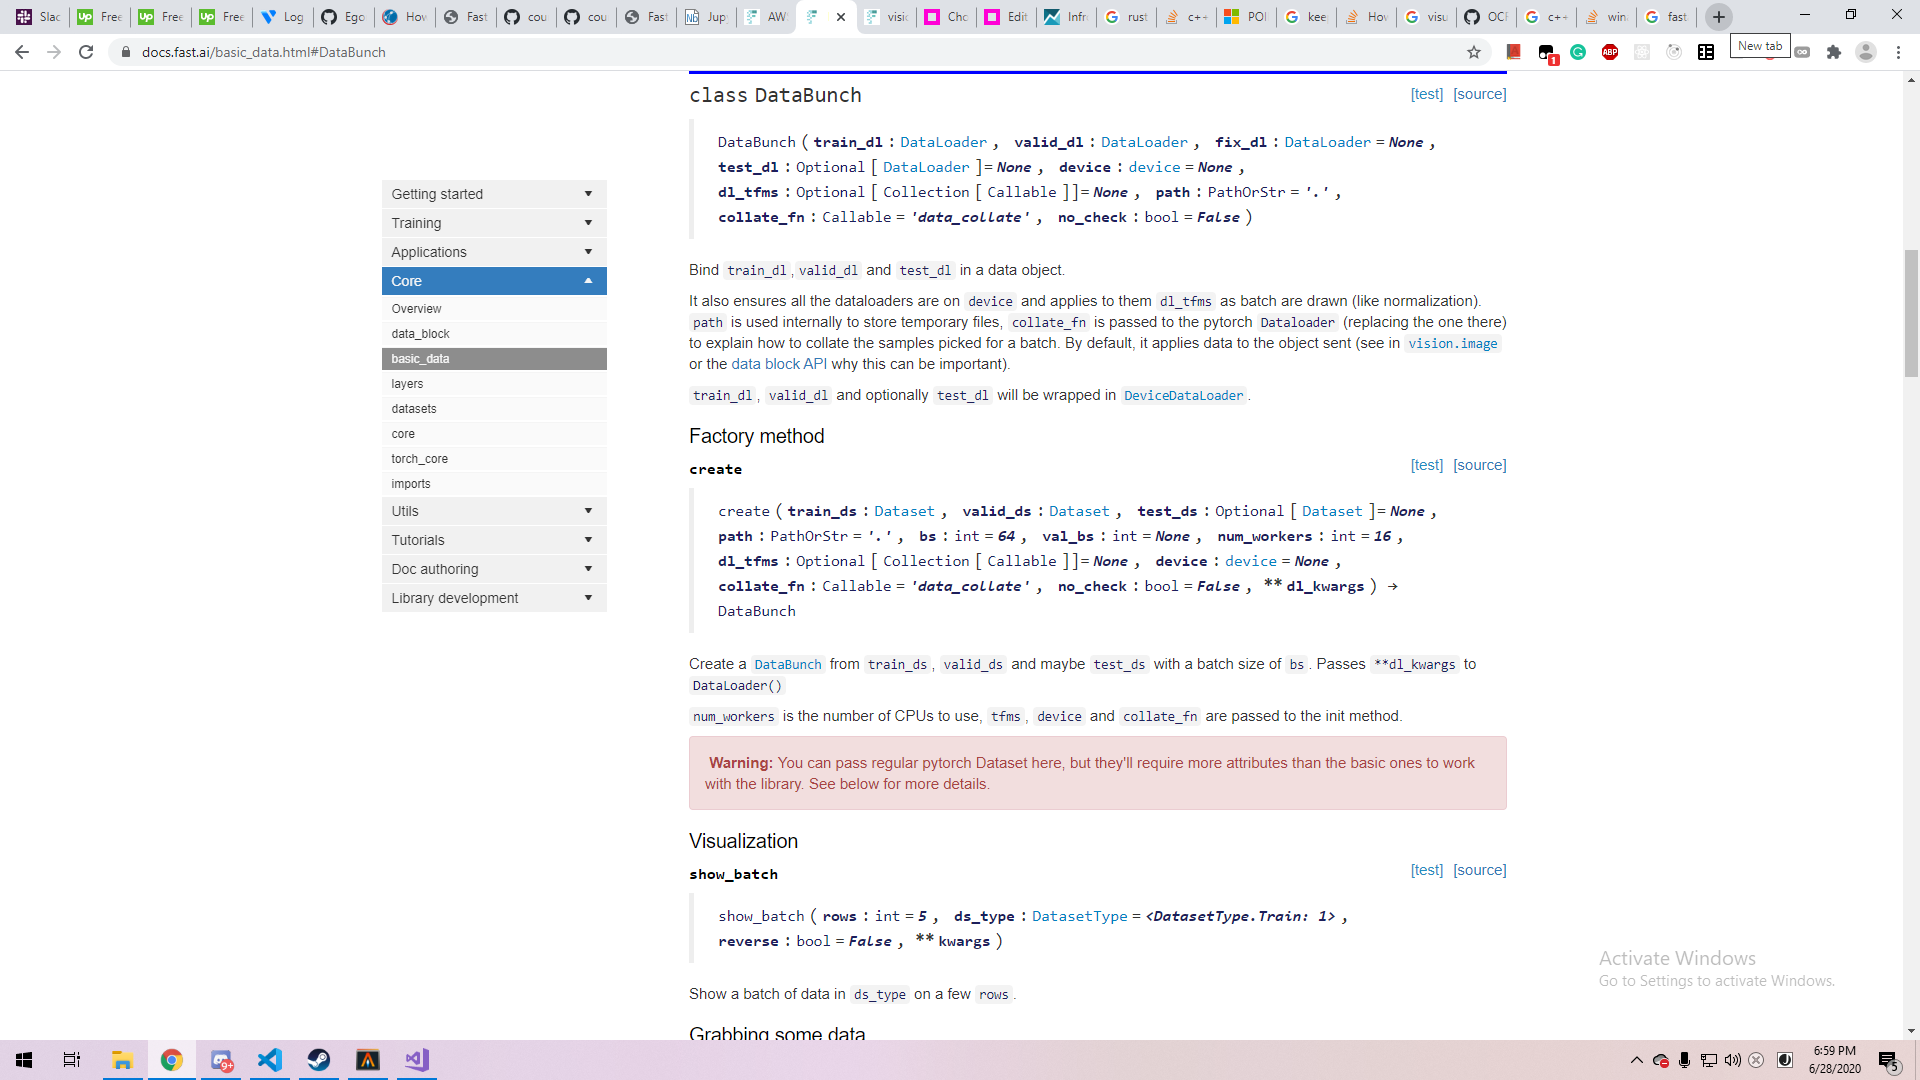 Slac
Free
Free
Free
Log
Ego
How
Fast
cou
cou
Fast
Jup
AW
visio
Cho
Edit
Infr
rust
c++
POI
kee
How
visu
OCR
c++
win
fast.
New tab
docs.fast.ai/basic_data.html#DataBunch
ABP
1
class DataBunch
[test] [source]
DataBunch ( train_dl : DataLoader , valid_dl : DataLoader , fix_dl : DataLoader = None ,
test_dl : Optional [ DataLoader ]= None , device : device = None ,
dl_tfms : Optional [ Collection [ Callable ]]= None , path : PathOrStr = '.' ,
collate_fn : Callable = 'data_collate' , no_check : bool = False )
Getting started
Training
Applications
Core
Overview
data_block
basic_data
layers
datasets
core
torch_core
imports
Utils
Tutorials
Doc authoring
Library development
Bind train_dl, valid_dl and test_dl in a data object.
It also ensures all the dataloaders are on device and applies to them dl_tfms as batch are drawn (like normalization).
path is used internally to store temporary files, collate_fn is passed to the pytorch Dataloader (replacing the one there)
to explain how to collate the samples picked for a batch. By default, it applies data to the object sent (see in vision.image
or the data block API why this can be important).
train_dl, valid_dl and optionally test_dl will be wrapped in DeviceDataLoader.
Factory method
create
[test] [source]
create ( train_ds : Dataset , valid_ds : Dataset , test_ds : Optional [ Dataset ]= None ,
path : PathOrStr = '.' , bs : int = 64 , val_bs : int = None , num_workers : int = 16 ,
dl_tfms : Optional [ Collection [ Callable ]]= None , device : device = None ,
collate_fn : Callable = 'data_collate' , no_check : bool = False , ** dl_kwargs ) →
DataBunch
Create a DataBunch from train_ds, valid_ds and maybe test_ds with a batch size of bs. Passes **dl_kwargs to
DataLoader()
num_workers is the number of CPUs to use, tfms, device and collate_fn are passed to the init method.
Warning: You can pass regular pytorch Dataset here, but they'll require more attributes than the basic ones to work
with the library. See below for more details.
Visualization
show_batch
[test] [source]
show_batch ( rows : int = 5 , ds_type : DatasetType = <DatasetType.Train: 1> ,
reverse : bool = False , ** kwargs )
Show a batch of data in ds_type on a few rows.
Grabbing some data
Activate Windows
Go to Settings to activate Windows.
9+
6:59 PM
6/28/2020
5